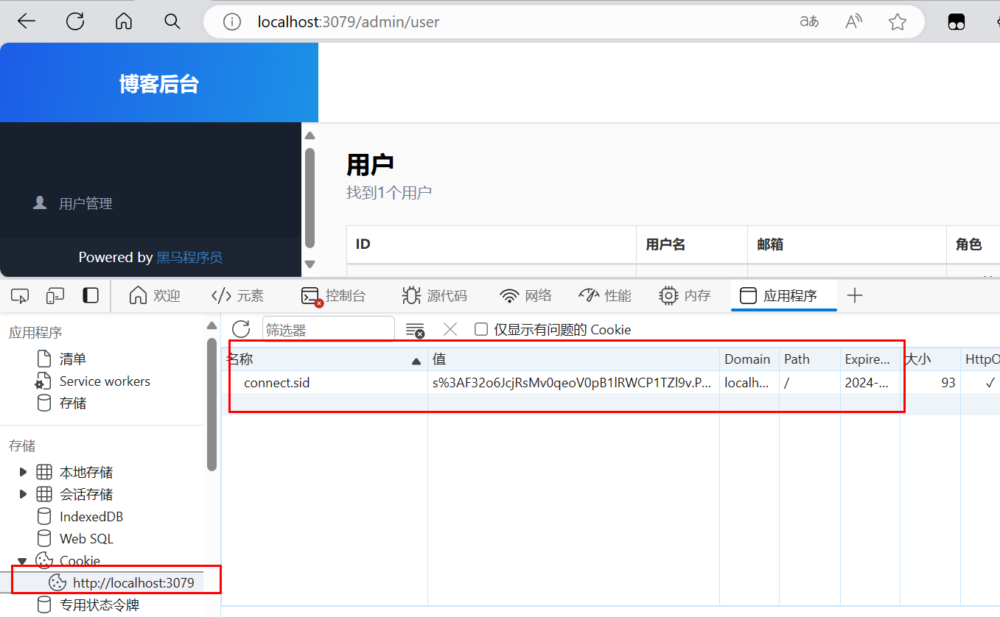 localhost:3079/admin/user
博客后台
用户
找到1个用户
用户管理
ID 用户名 邮箱 角色
Powered by 黑马程序员
欢迎 元素 控制台 源代码 网络 性能 内存 应用程序
应用程序
筛选器 仅显示有问题的 Cookie
清单
Service workers
存储
名称 值 Domain Path Expire... 大小 HttpO
connect.sid s%3AF32o6JcjRsMv0qeoV0pB1lRWCP1TZl9v.P... localh... / 2024-... 93 ✓
存储
本地存储
会话存储
IndexedDB
Web SQL
Cookie
http://localhost:3079
专用状态令牌